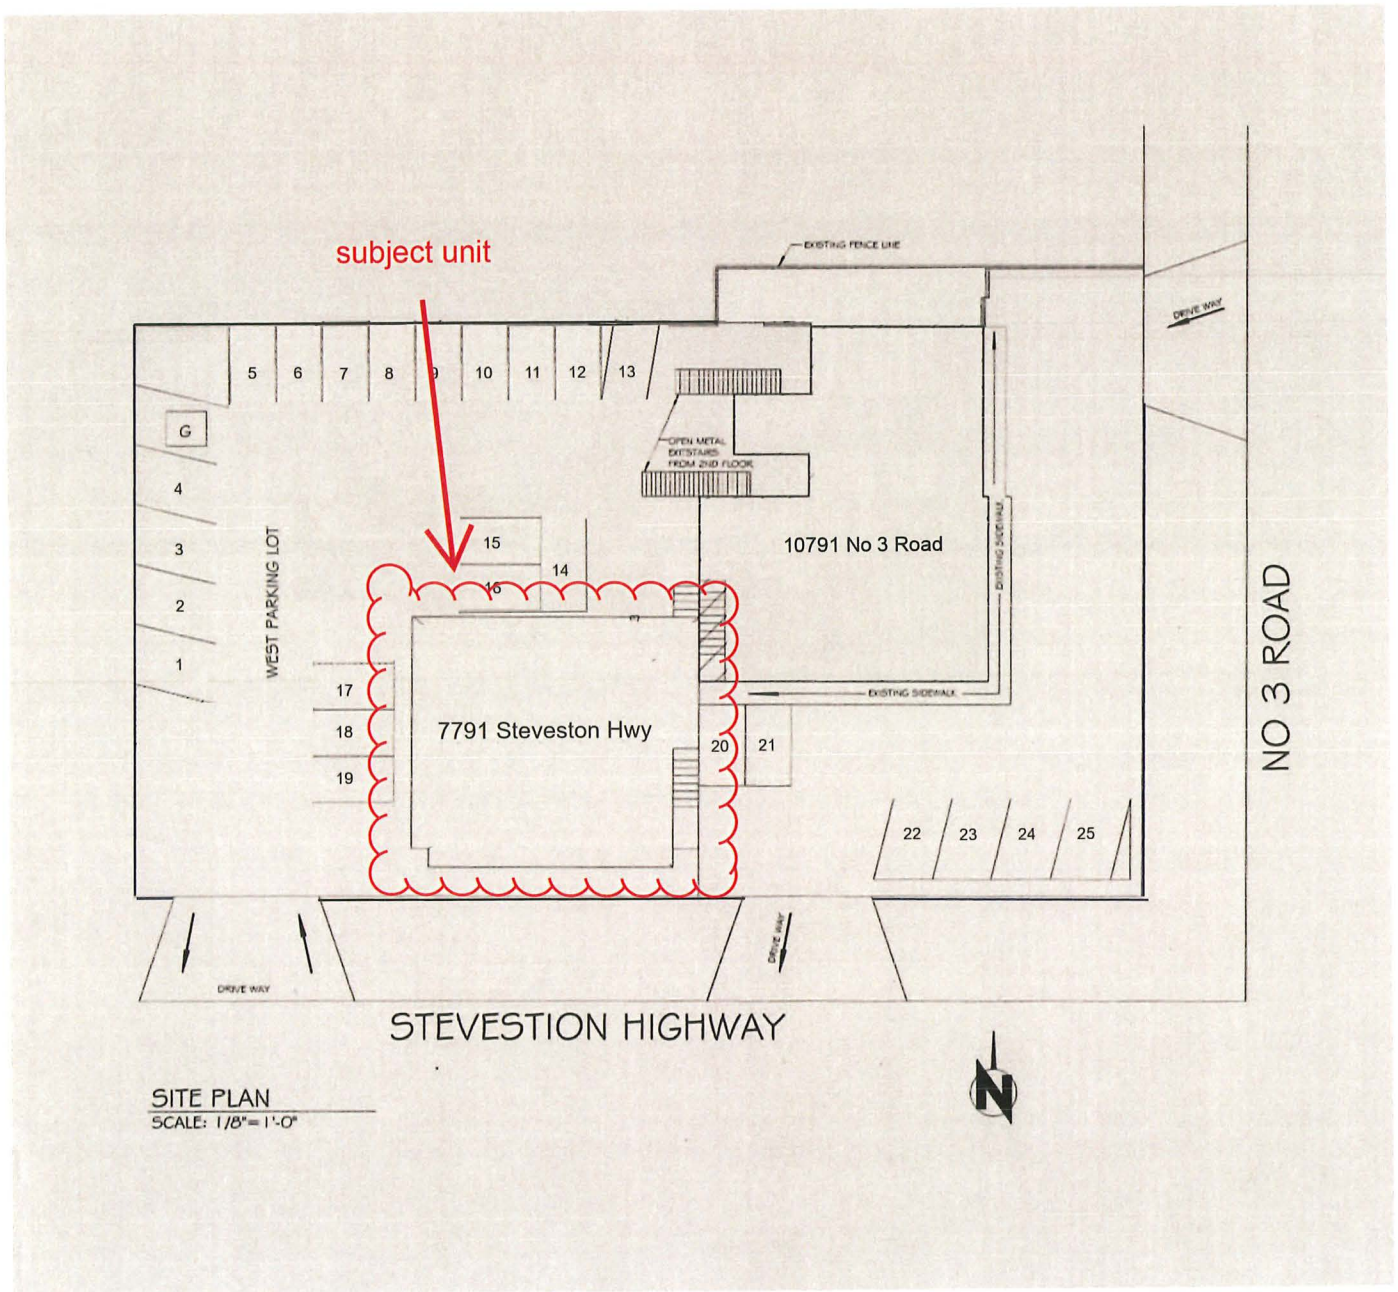 subject unit
EXISTING FENCE LINE
DRIVE WAY
5 6 7 8 9 10 11 12 13
G
OPEN METAL
EXIT STAIRS
FROM 2ND FLOOR
4
3
2
1
WEST PARKING LOT
15
14
16
10791 No 3 Road
EXISTING SIDEWALK
NO 3 ROAD
17
18
19
7791 Steveston Hwy
EXISTING SIDEWALK
20 21
22 23 24 25
DRIVE WAY
DRIVE WAY
STEVESTION HIGHWAY
N
SITE PLAN
SCALE: 1/8"=1'-0"